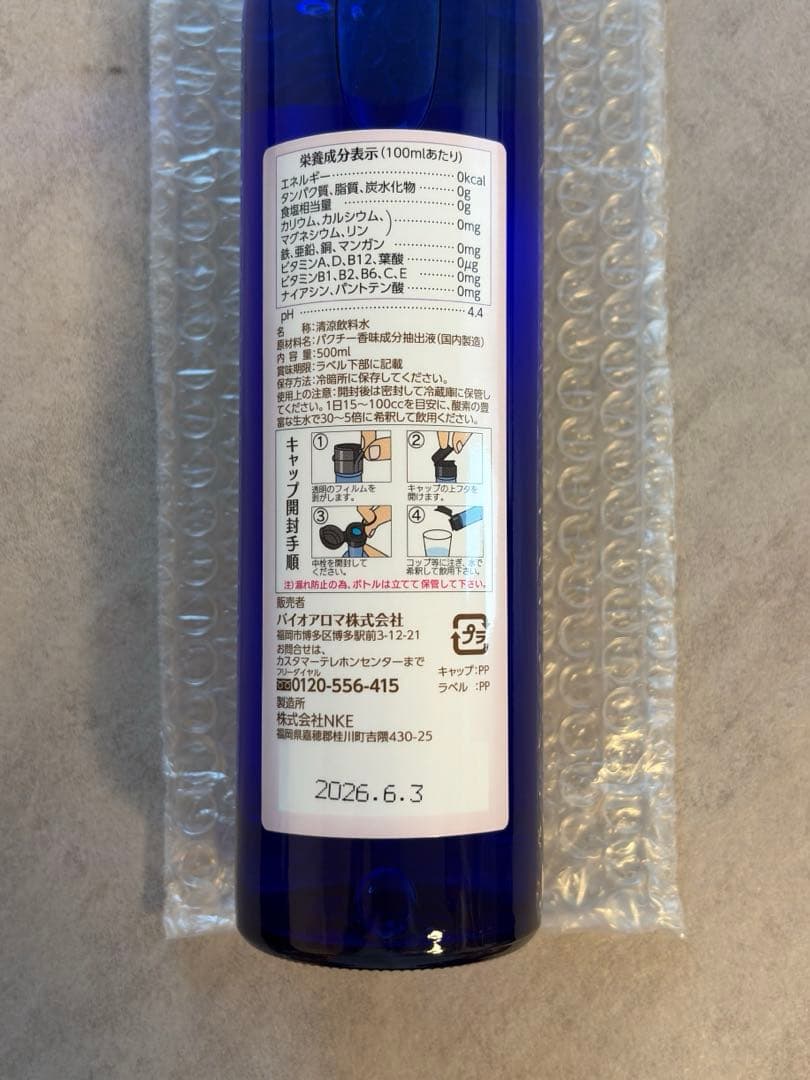 栄養成分表示(100mlあたり)
エネルギー……………………0kcal
タンパク質、脂質、炭水化物………0g
食塩相当量 ……………………0g
カリウム、カルシウム、
マグネシウム、リン )……………0mg
鉄、亜鉛、銅、マンガン ……………0mg
ビタミンA、D、B12、葉酸 …………0μg
ビタミンB1、B2、B6、C、E ………0mg
ナイアシン、パントテン酸 …………0mg
pH ……………………………………4.4
名 称:清涼飲料水
原材料名:パクチー香味成分抽出液(国内製造)
内 容 量:500ml
賞味期限:ラベル下部に記載
保存方法:冷暗所に保存してください。
使用上の注意:開封後は密封して冷蔵庫に保管し
てください。1日15〜100ccを目安に、酸素の豊
富な生水で30〜5倍に希釈して飲用ください。
キャップ開封手順
①
透明のフィルムを
剥がします。
②
キャップの上フタを
開けます。
③
中栓を開封して
ください。
④
コップ等に注ぎ、水で
希釈して飲用下さい。
注)漏れ防止の為、ボトルは立てて保管して下さい。
販売者
バイオアロマ株式会社
福岡市博多区博多駅前3-12-21
お問合せは、
カスタマーテレホンセンターまで
フリーダイヤル
0120-556-415
プラ
キャップ:PP
ラベル :PP
製造所
株式会社NKE
福岡県嘉穂郡桂川町吉隈430-25
2026.6.3